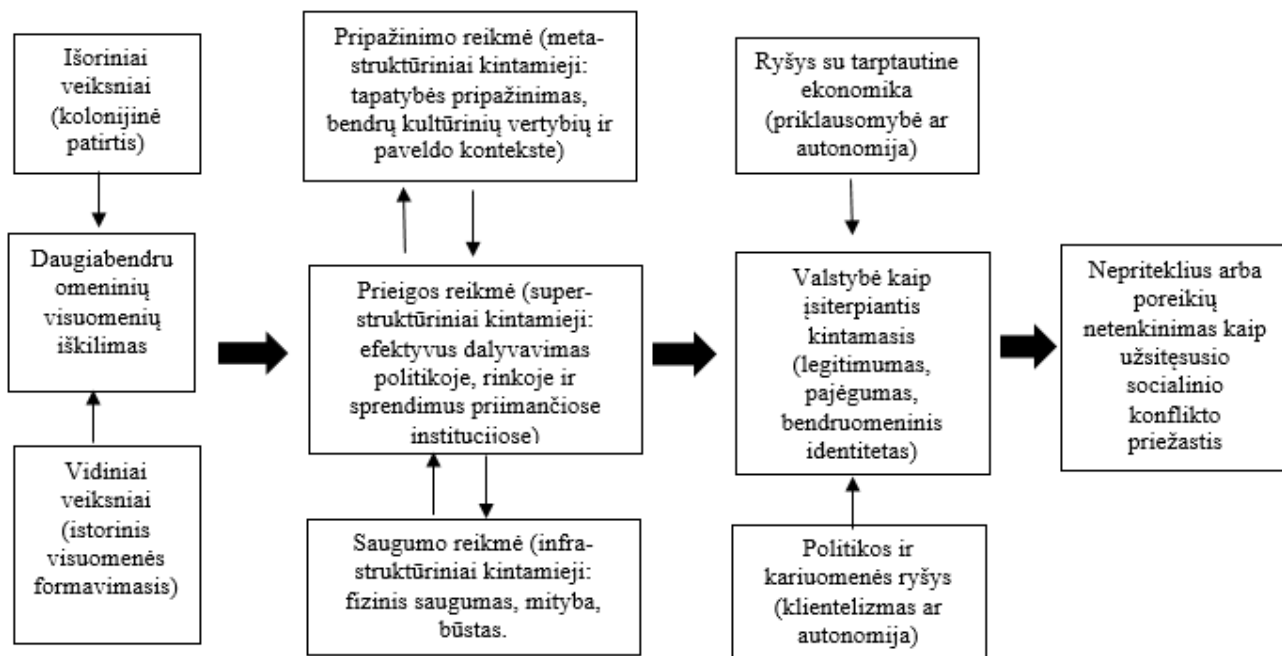 Išoriniai
veiksniai
(kolonijinė
patirtis)
Daugiabendru
omeninių
visuomenių
iškilimas
Vidiniai
veiksniai
(istorinis
visuomenės
formavimasis)
Pripažinimo reikmė (meta-
struktūriniai kintamieji:
tapatybės pripažinimas,
bendrų kultūrinių vertybių ir
paveldo kontekste)
Prieigos reikmė (super-
struktūriniai kintamieji:
efektyvus dalyvavimas
politikoje, rinkoje ir
sprendimus priimančiose
institucijose)
Saugumo reikmė (infra-
struktūriniai kintamieji:
fizinis saugumas, mityba,
būstas.
Ryšys su tarptautine
ekonomika
(priklausomybė ar
autonomija)
Valstybė kaip
įsiterpiantis
kintamasis
(legitimumas,
pajėgumas,
bendruomeninis
identitetas)
Politikos ir
kariuomenės ryšys
(klientelizmas ar
autonomija)
Nepriteklius arba
poreikių
netenkinimas kaip
užsitęsusio
socialinio
konflikto
priežastis